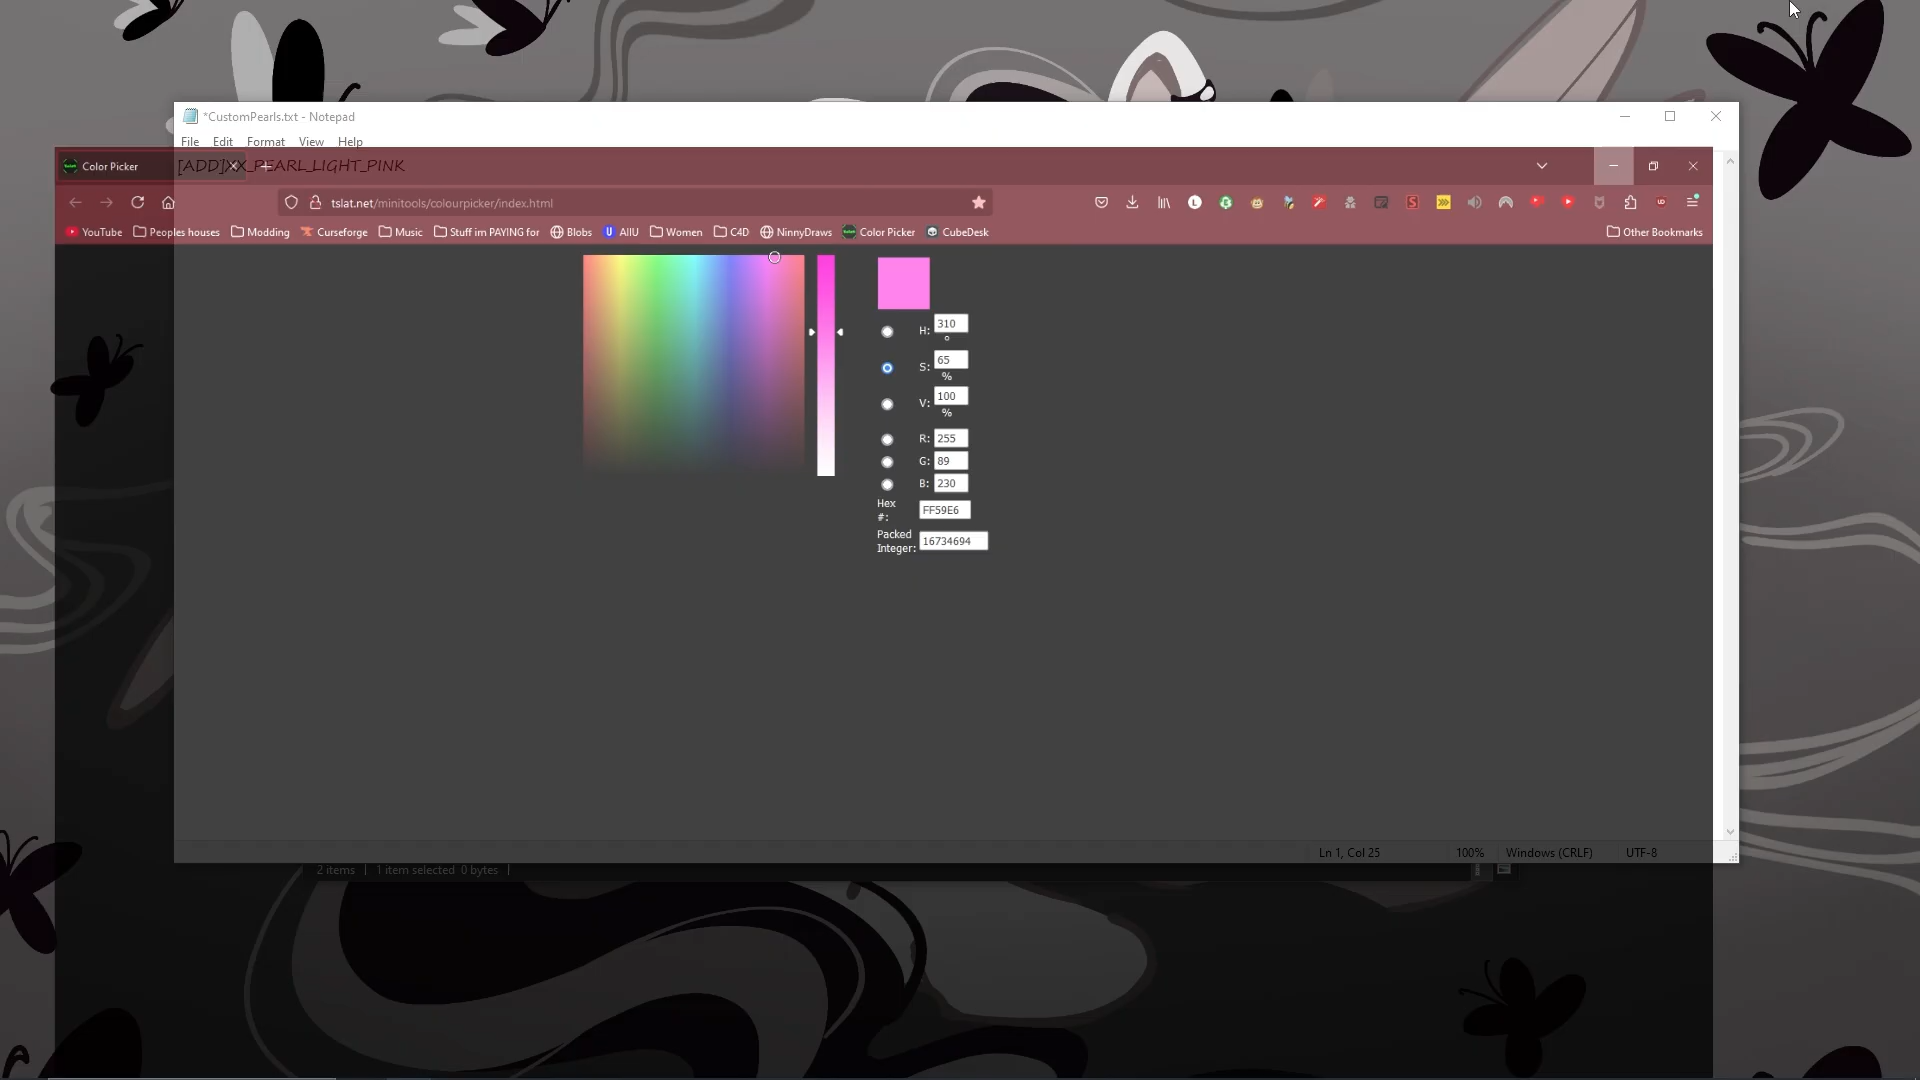 *CustomPearls.txt - Notepad
File Edit Format View Help
Color Picker
[ADD]XX_PEARL_LIGHT_PINK
tslat.net/minitools/colourpicker/index.html
YouTube Peoples houses Modding Curseforge Music Stuff im PAYING for Blobs AllU Women C4D NinnyDraws Color Picker CubeDesk Other Bookmarks
H: 310 °
S: 65 %
V: 100 %
R: 255
G: 89
B: 230
Hex #: FF59E6
Packed Integer: 16734694
Ln 1, Col 25 100% Windows (CRLF) UTF-8
2 items 1 item selected 0 bytes